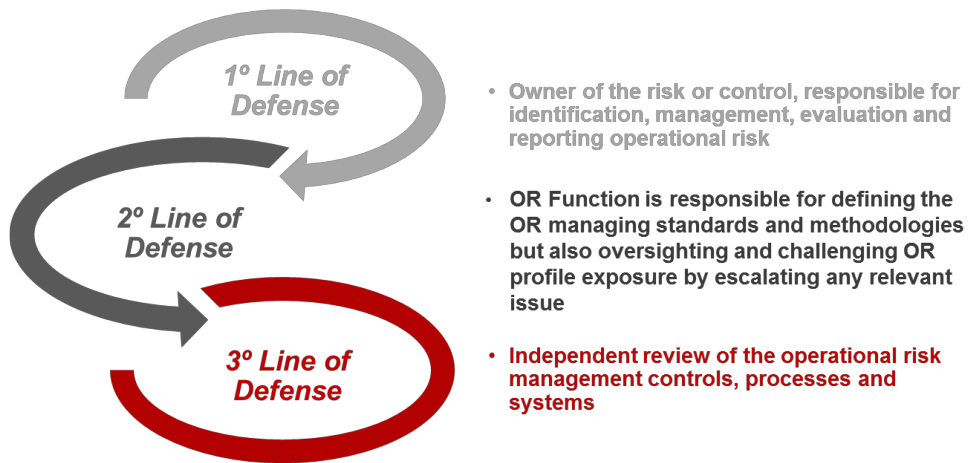 1º Line of
Defense
• Owner of the risk or control, responsible for
identification, management, evaluation and
reporting operational risk
2º Line of
Defense
• OR Function is responsible for defining the
OR managing standards and methodologies
but also oversighting and challenging OR
profile exposure by escalating any relevant
issue
3º Line of
Defense
• Independent review of the operational risk
management controls, processes and
systems